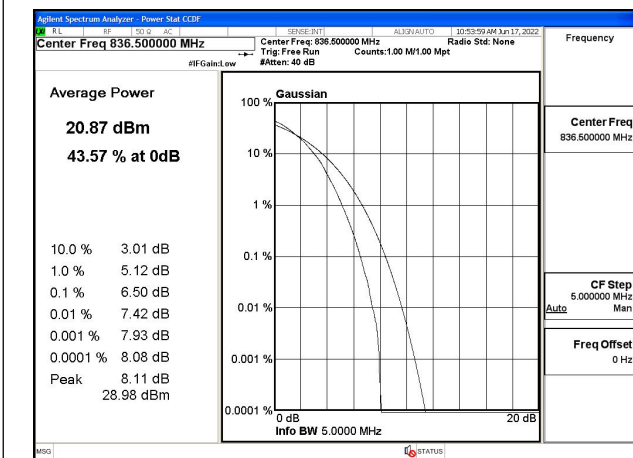 Agilent Spectrum Analyzer - Power Stat CCDF
RL RF 50 Ω AC SENSE:INT ALIGN AUTO 10:53:59 AM Jun 17, 2022
Center Freq 836.500000 MHz
Center Freq: 836.500000 MHz Radio Std: None
Trig: Free Run Counts:1.00 M/1.00 Mpt
#IFGain:Low #Atten: 40 dB
Frequency
Average Power
20.87 dBm
43.57 % at 0dB
10.0 % 3.01 dB
1.0 % 5.12 dB
0.1 % 6.50 dB
0.01 % 7.42 dB
0.001 % 7.93 dB
0.0001 % 8.08 dB
Peak 8.11 dB
28.98 dBm
Gaussian
100 %
10 %
1 %
0.1 %
0.01 %
0.001 %
0.0001 %
0 dB 20 dB
Info BW 5.0000 MHz
Center Freq
836.500000 MHz
CF Step
5.000000 MHz
Auto Man
Freq Offset
0 Hz
MSG STATUS